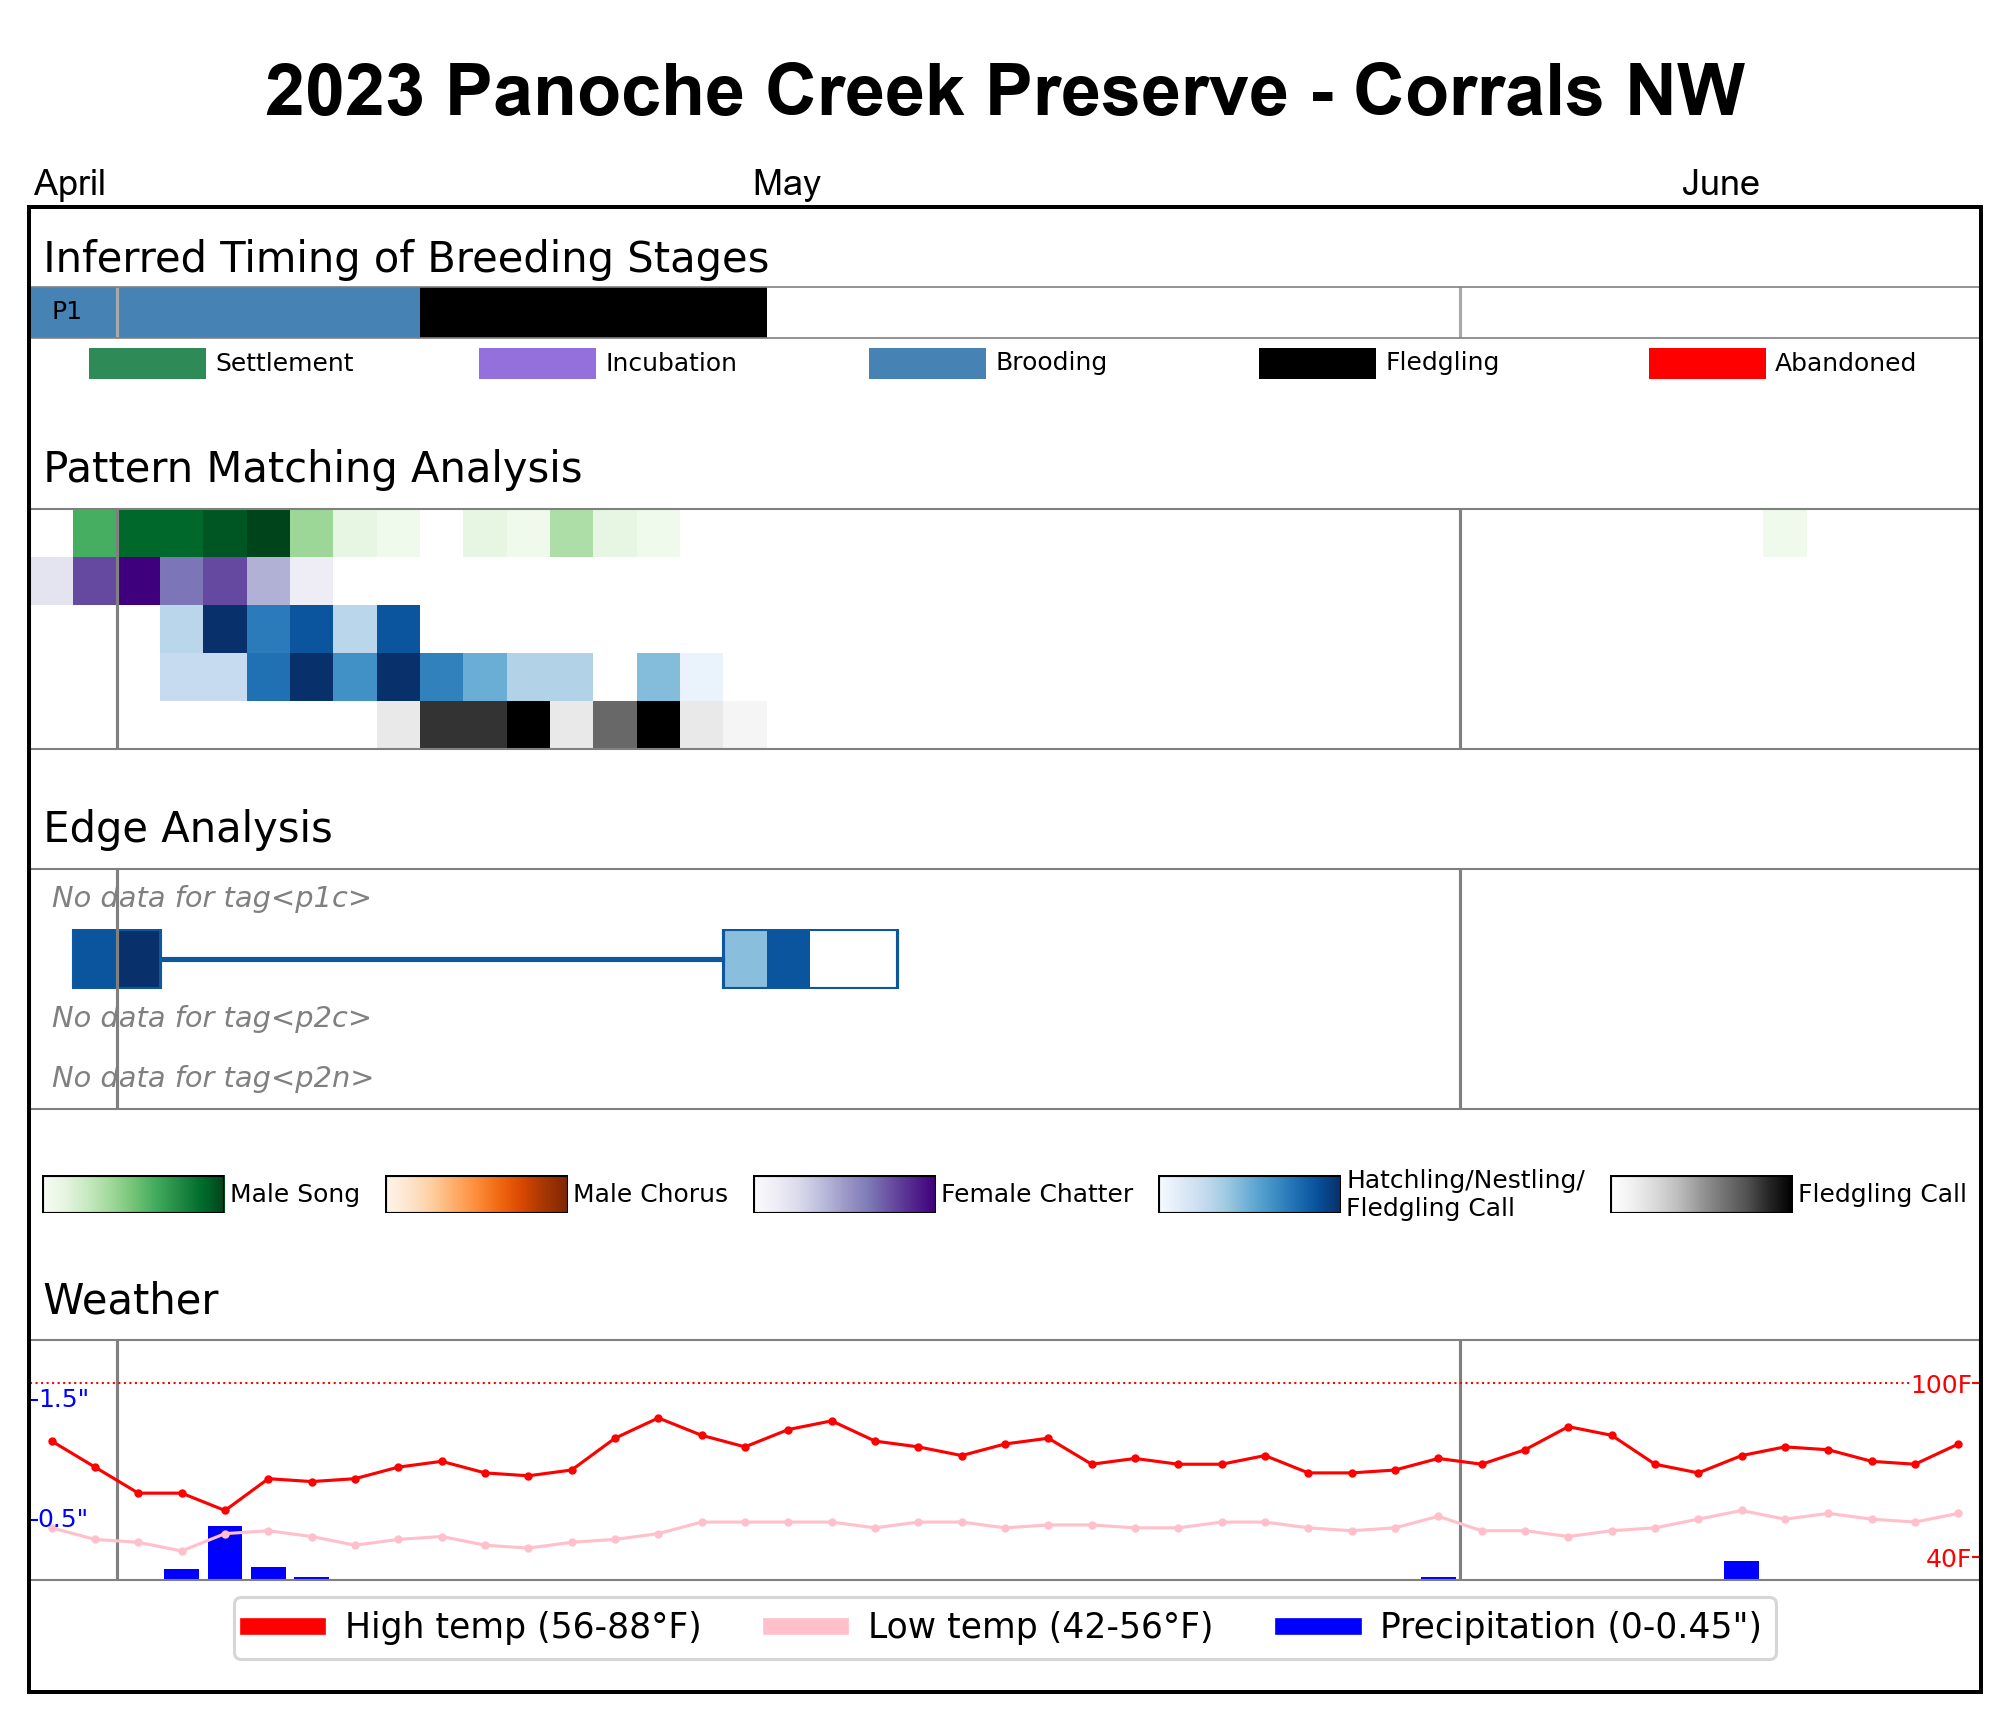 2023 Panoche Creek Preserve - Corrals NW
April May June
Inferred Timing of Breeding Stages
P1
Settlement Incubation Brooding Fledgling Abandoned
Pattern Matching Analysis
Edge Analysis
No data for tag<p1c>
No data for tag<p2c>
No data for tag<p2n>
Male Song Male Chorus Female Chatter Hatchling/Nestling/
Fledgling Call Fledgling Call
Weather
1.5" 100F
0.5"
40F
High temp (56-88°F) Low temp (42-56°F) Precipitation (0-0.45")